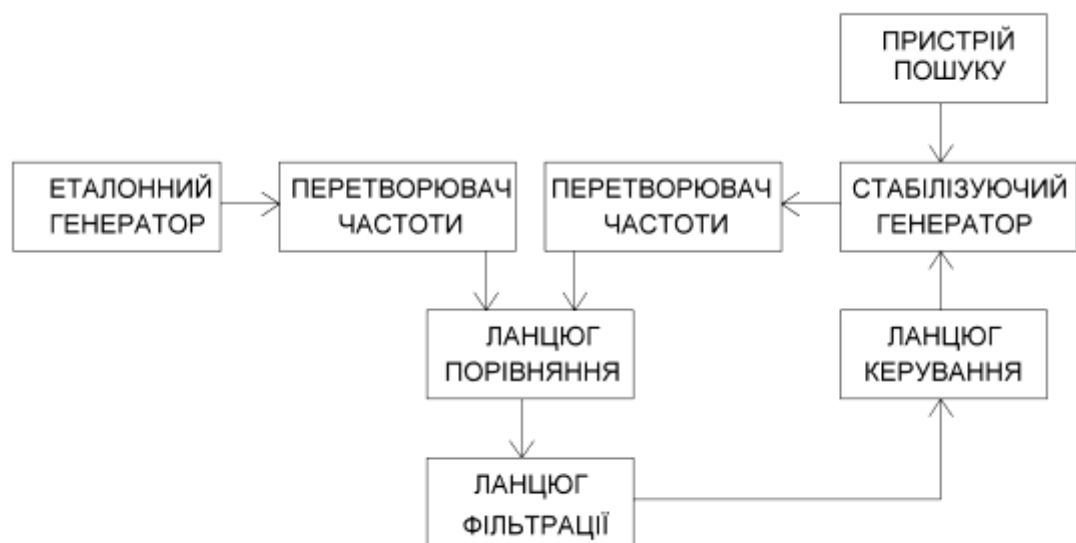 ПРИСТРІЙ
ПОШУКУ
ЕТАЛОННИЙ
ГЕНЕРАТОР
ПЕРЕТВОРЮВАЧ
ЧАСТОТИ
ПЕРЕТВОРЮВАЧ
ЧАСТОТИ
СТАБІЛІЗУЮЧИЙ
ГЕНЕРАТОР
ЛАНЦЮГ
ПОРІВНЯННЯ
ЛАНЦЮГ
КЕРУВАННЯ
ЛАНЦЮГ
ФІЛЬТРАЦІЇ